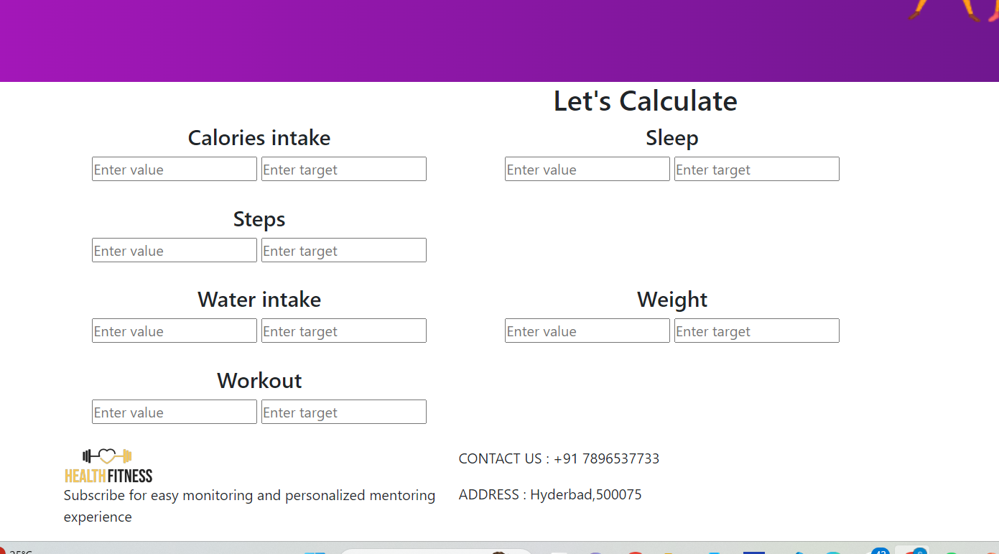 Let's Calculate
Calories intake
Sleep
Enter value Enter target
Enter value Enter target
Steps
Enter value Enter target
Water intake
Weight
Enter value Enter target
Enter value Enter target
Workout
Enter value Enter target
HEALTHFITNESS
CONTACT US : +91 7896537733
Subscribe for easy monitoring and personalized mentoring
experience
ADDRESS : Hyderbad,500075